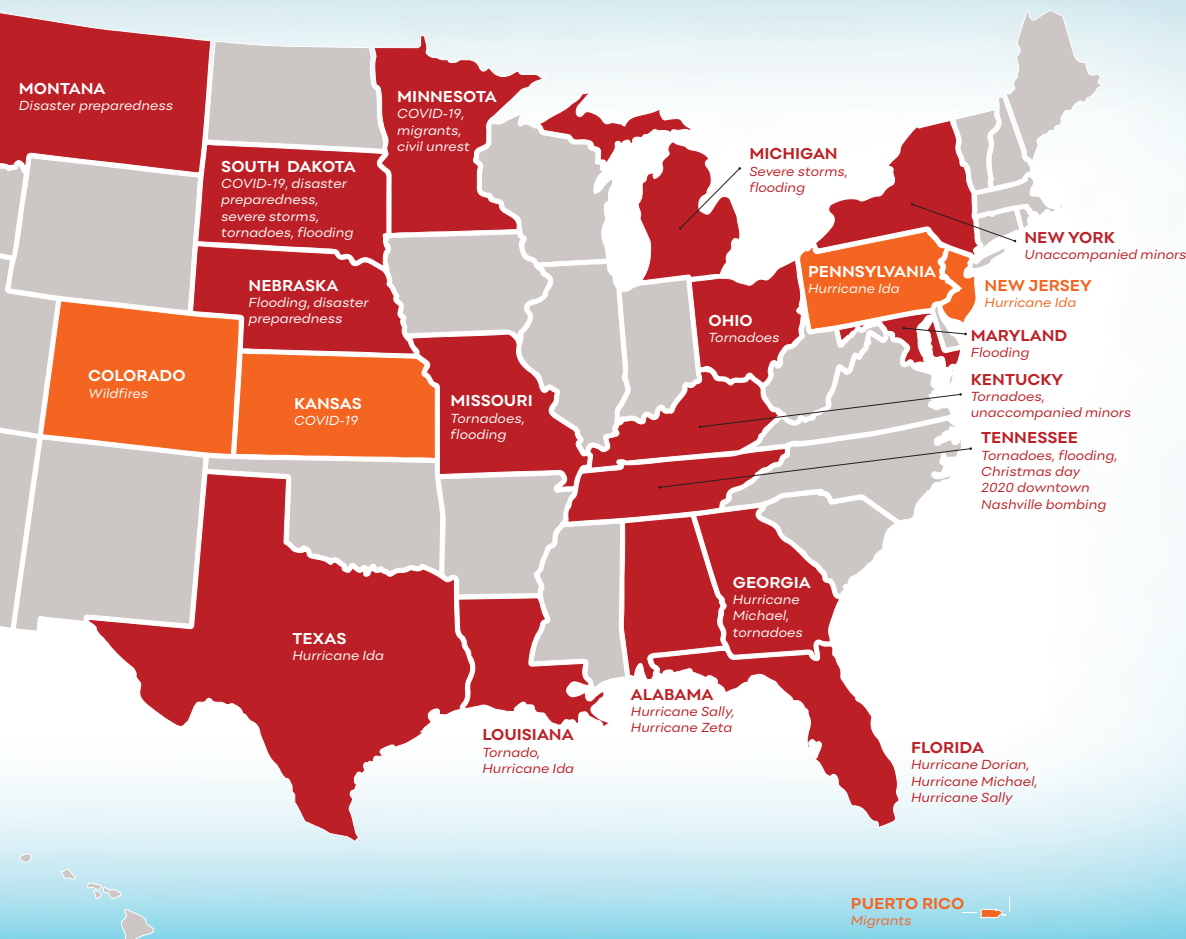 MONTANA
Disaster preparedness
MINNESOTA
COVID-19,
migrants,
civil unrest
SOUTH DAKOTA
COVID-19, disaster
preparedness,
severe storms,
tornadoes, flooding
MICHIGAN
Severe storms,
flooding
NEW YORK
Unaccompanied minors
NEBRASKA
Flooding, disaster
preparedness
PENNSYLVANIA
Hurricane Ida
NEW JERSEY
Hurricane Ida
OHIO
Tornadoes
MARYLAND
Flooding
COLORADO
Wildfires
KANSAS
COVID-19
MISSOURI
Tornadoes,
flooding
KENTUCKY
Tornadoes,
unaccompanied minors
TENNESSEE
Tornadoes, flooding,
Christmas day
2020 downtown
Nashville bombing
GEORGIA
Hurricane
Michael,
tornadoes
TEXAS
Hurricane Ida
ALABAMA
Hurricane Sally,
Hurricane Zeta
LOUISIANA
Tornado,
Hurricane Ida
FLORIDA
Hurricane Dorian,
Hurricane Michael,
Hurricane Sally
PUERTO RICO
Migrants